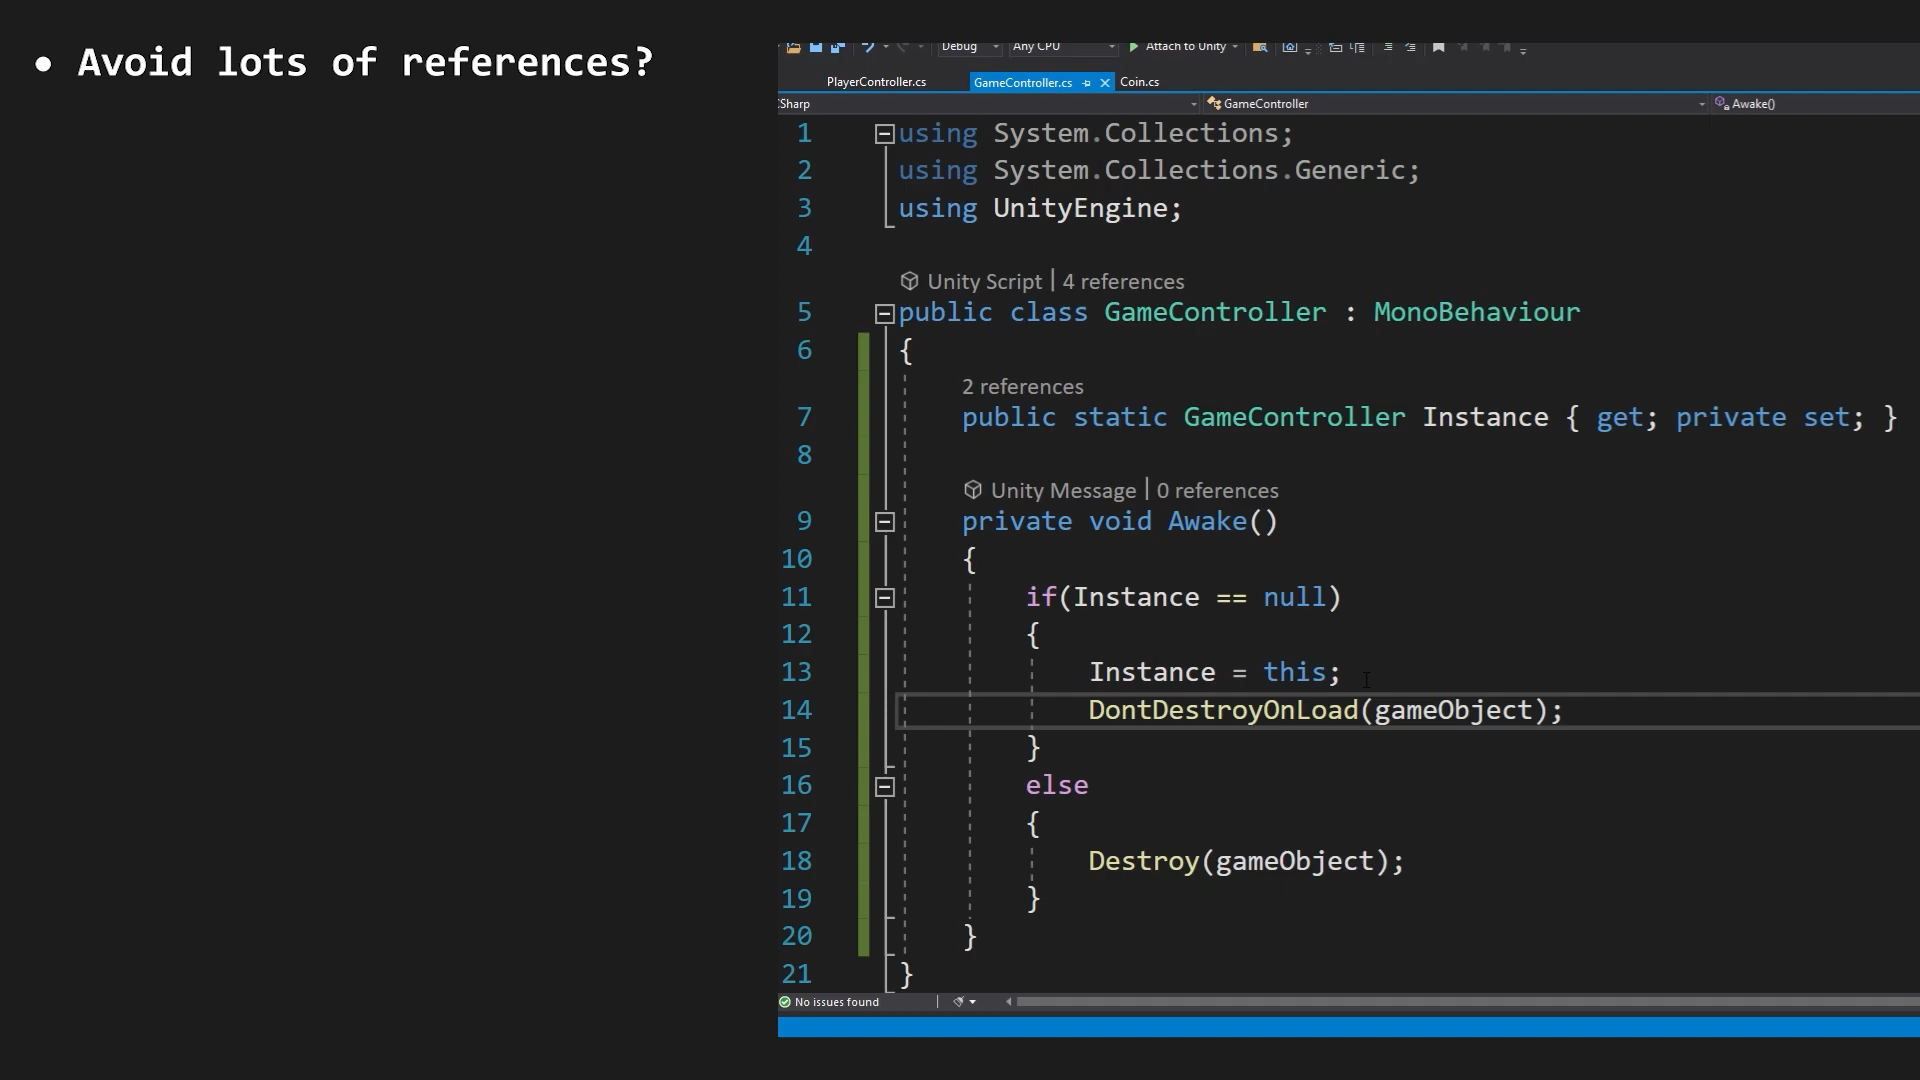 • Avoid lots of references?
Debug Any CPU Attach to Unity
PlayerController.cs GameController.cs Coin.cs
CSharp GameController Awake()
1 using System.Collections;
2 using System.Collections.Generic;
3 using UnityEngine;
4
Unity Script | 4 references
5 public class GameController : MonoBehaviour
6 {
2 references
7 public static GameController Instance { get; private set; }
8
Unity Message | 0 references
9 private void Awake()
10 {
11 if(Instance == null)
12 {
13 Instance = this;
14 DontDestroyOnLoad(gameObject);
15 }
16 else
17 {
18 Destroy(gameObject);
19 }
20 }
21 }
No issues found